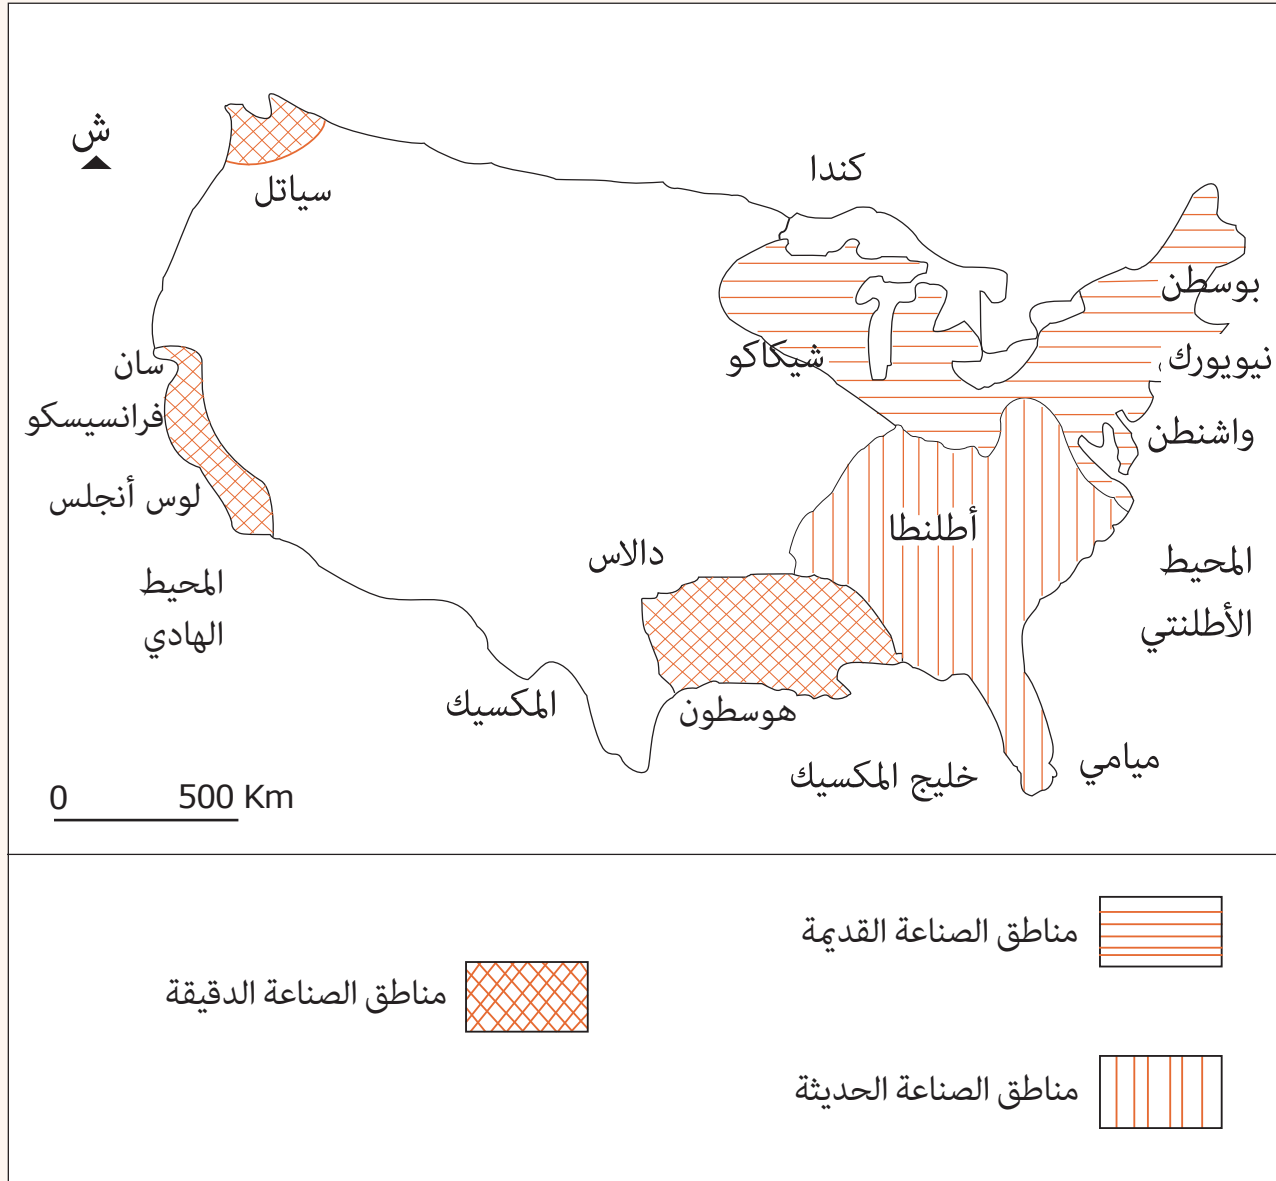 ش
كندا
سياتل
بوسطن
نيويورك
شيكاكو
سان
فرانسيسكو
واشنطن
لوس أنجلس
أطلنطا
دالاس
المحيط
الأطلنتي
المحيط
الهادي
المكسيك
هوسطون
ميامي
خليج المكسيك
0 500 Km
مناطق الصناعة القديمة
مناطق الصناعة الدقيقة
مناطق الصناعة الحديثة